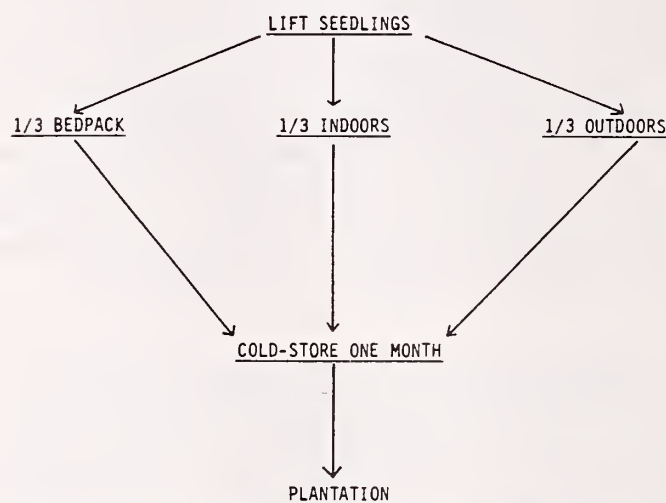 LIFT SEEDLINGS
1/3 BEDPACK 1/3 INDOORS 1/3 OUTDOORS
COLD-STORE ONE MONTH
PLANTATION